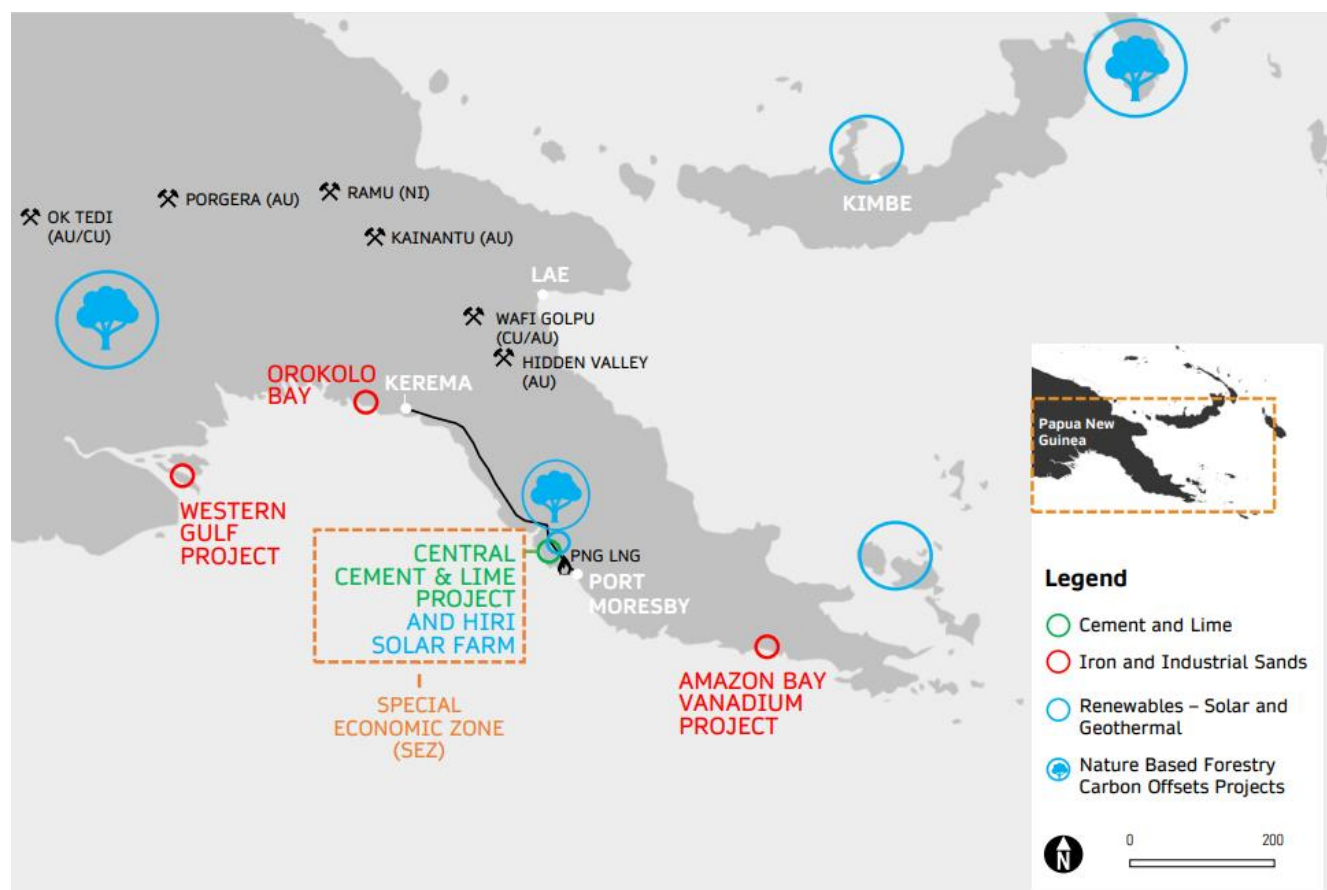 PORGERA (AU)
RAMU (NI)
OK TEDI
(AU/CU)
KAINANTU (AU)
KIMBE
LAE
WAFI GOLPU
(CU/AU)
HIDDEN VALLEY
(AU)
OROKOLO
BAY
KEREMA
WESTERN
GULF
PROJECT
CENTRAL
CEMENT & LIME
PROJECT
AND HIRI
SOLAR FARM
PNG LNG
PORT
MORESBY
SPECIAL
ECONOMIC ZONE
(SEZ)
AMAZON BAY
VANADIUM
PROJECT
Papua New
Guinea
Legend
Cement and Lime
Iron and Industrial Sands
Renewables – Solar and
Geothermal
Nature Based Forestry
Carbon Offsets Projects
N
0 200